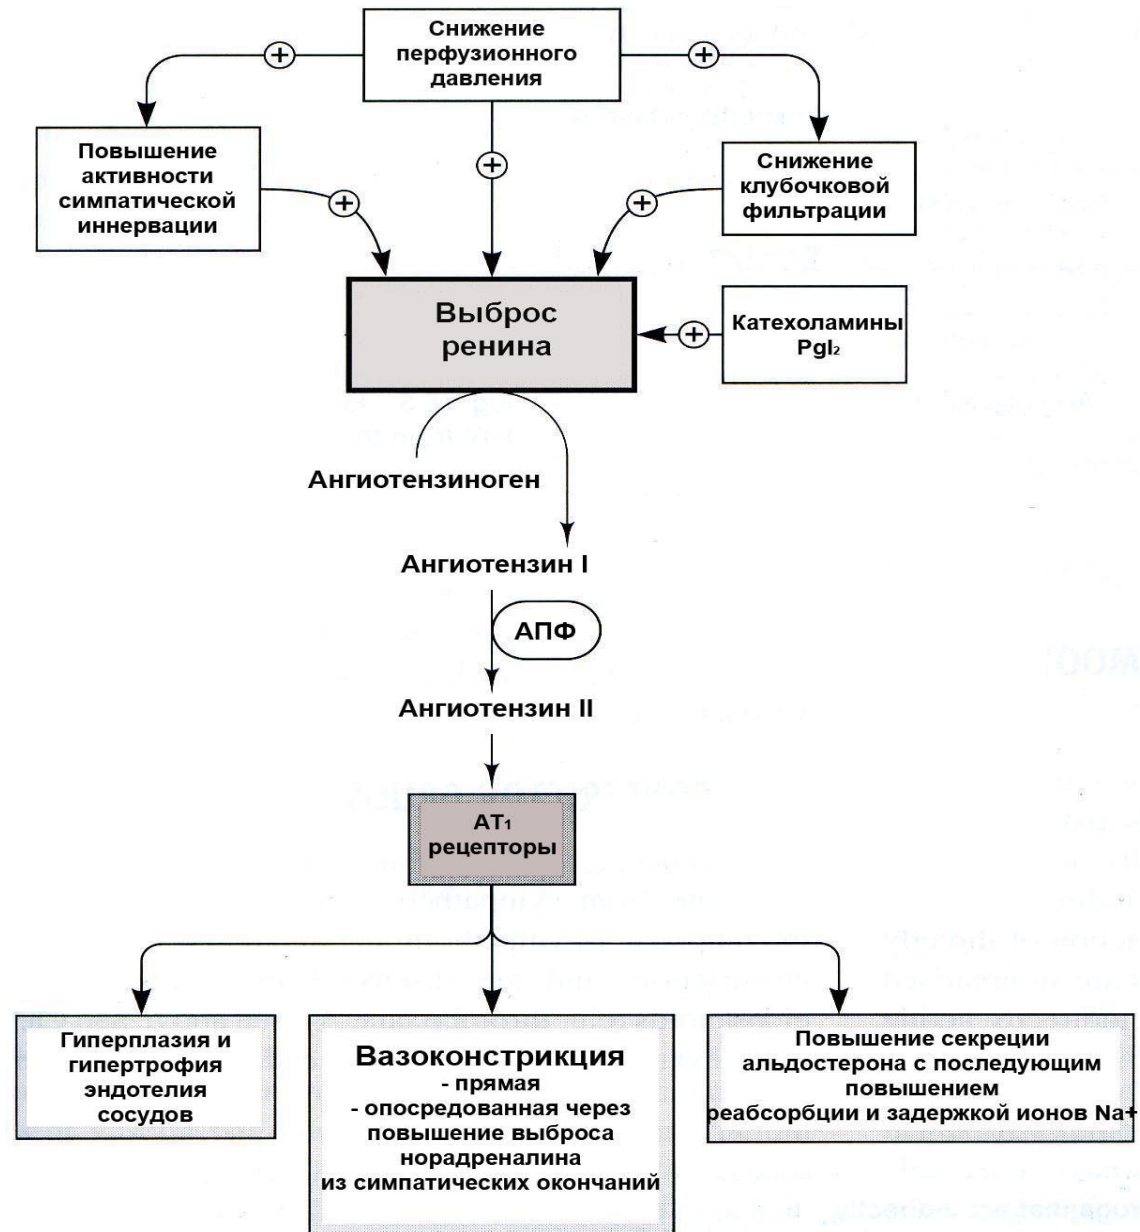 Снижение
перфузионного
давления
+
+
Повышение
активности
симпатической
иннервации
+
Снижение
клубочковой
фильтрации
+
+
Выброс
ренина
+
Катехоламины
PgI₂
Ангиотензиноген
Ангиотензин I
АПФ
Ангиотензин II
АТ₁
рецепторы
Гиперплазия и
гипертрофия
эндотелия
сосудов
Вазоконстрикция
- прямая
- опосредованная через
повышение выброса
норадреналина
из симпатических окончаний
Повышение секреции
альдостерона с последующим
повышением
реабсорбции и задержкой ионов Na+